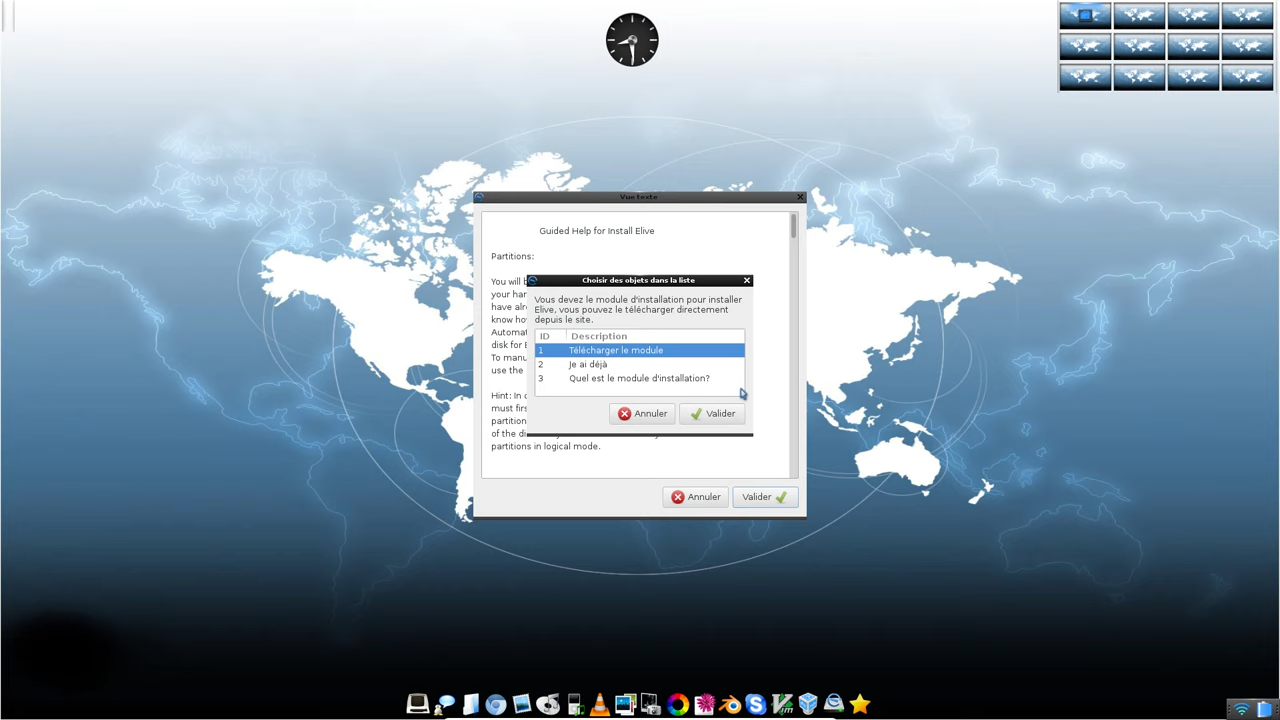 Vue texte
Guided Help for Install Elive
Partitions:
You will b
your har
have alr
know ho
Automat
disk for E
To manu
use the
Hint: In c
must firs
partition
of the di
partitions in logical mode.
Annuler
Valider
Choisir des objets dans la liste
Vous devez le module d'installation pour installer
Elive, vous pouvez le télécharger directement
depuis le site.
ID Description
1 Télécharger le module
2 Je ai déjà
3 Quel est le module d'installation?
Annuler
Valider